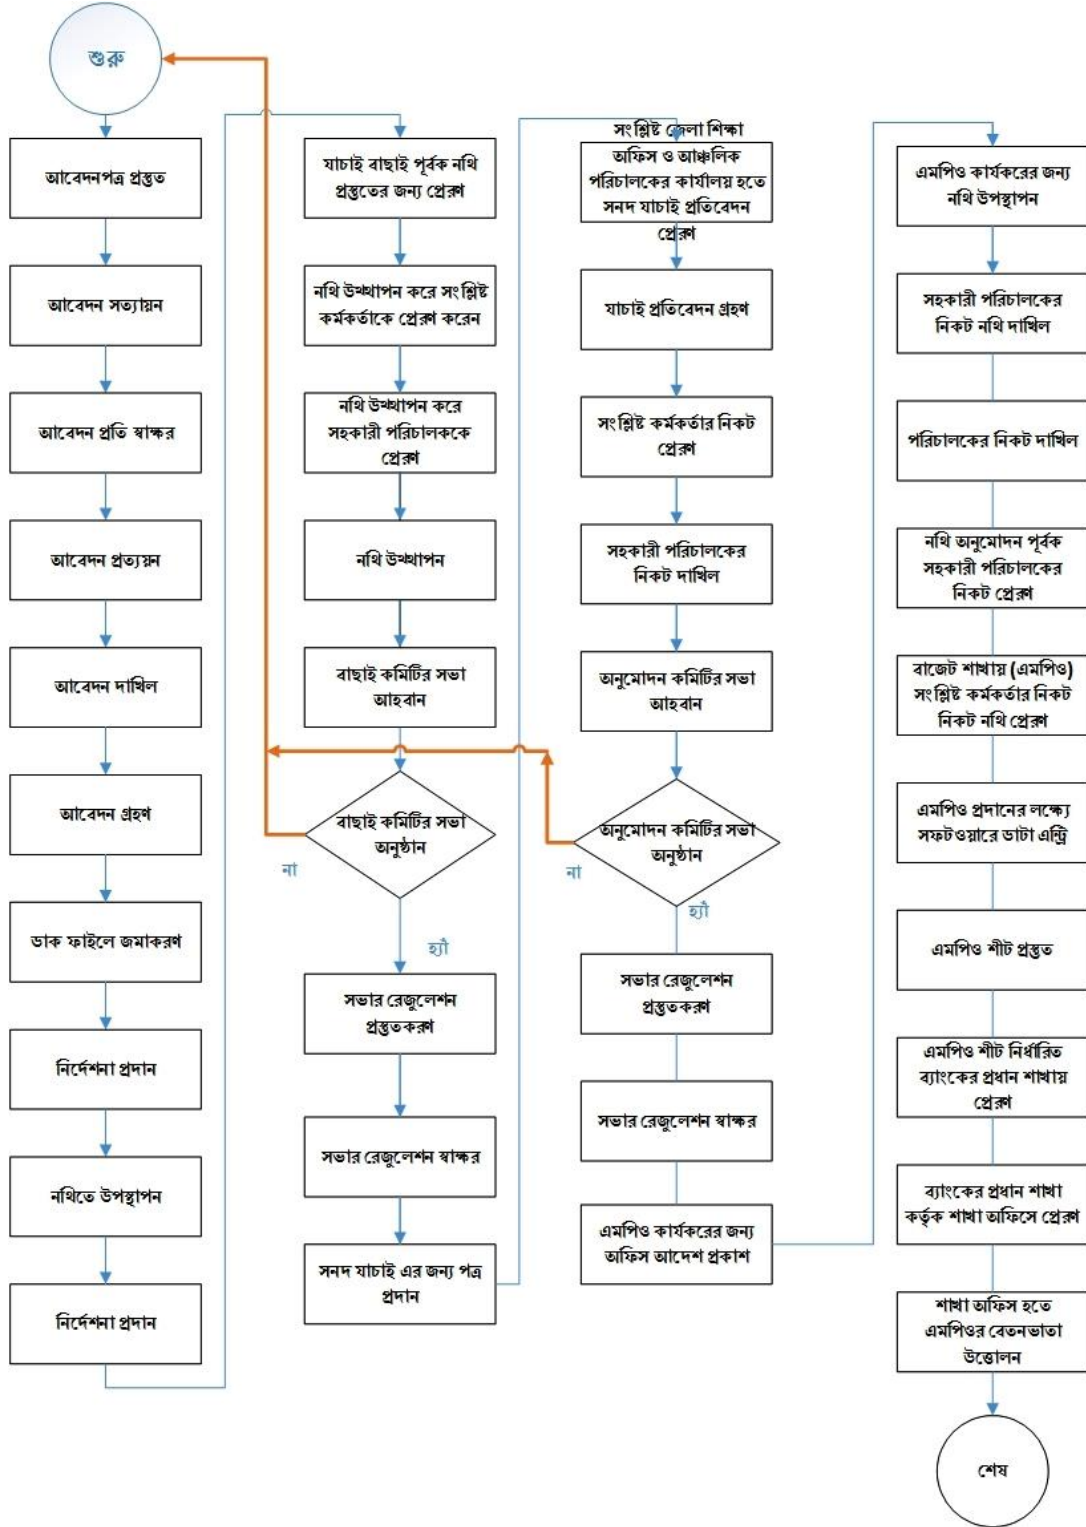 শুরু
আবেদনপত্র প্রস্তুত
আবেদন সত্যায়ন
আবেদন প্রতি স্বাক্ষর
আবেদন প্রত্যয়ন
আবেদন দাখিল
আবেদন গ্রহণ
ডাক ফাইলে জমাকরণ
নির্দেশনা প্রদান
নথিতে উপস্থাপন
নির্দেশনা প্রদান
যাচাই বাছাই পূর্বক নথি
প্রস্তুতের জন্য প্রেরণ
নথি উত্থাপন করে সংশ্লিষ্ট
কর্মকর্তাকে প্রেরণ করেন
নথি উত্থাপন করে
সহকারী পরিচালককে
প্রেরণ
নথি উত্থাপন
বাছাই কমিটির সভা
আহবান
বাছাই কমিটির সভা
অনুষ্ঠান
না
হ্যাঁ
সভার রেজুলেশন
প্রস্তুতকরণ
সভার রেজুলেশন স্বাক্ষর
সনদ যাচাই এর জন্য পত্র
প্রদান
সংশ্লিষ্ট জেলা শিক্ষা
অফিস ও আঞ্চলিক
পরিচালকের কার্যালয় হতে
সনদ যাচাই প্রতিবেদন
প্রেরণ
যাচাই প্রতিবেদন গ্রহণ
সংশ্লিষ্ট কর্মকর্তার নিকট
প্রেরণ
সহকারী পরিচালকের
নিকট দাখিল
অনুমোদন কমিটির সভা
আহবান
অনুমোদন কমিটির সভা
অনুষ্ঠান
না
হ্যাঁ
সভার রেজুলেশন
প্রস্তুতকরণ
সভার রেজুলেশন স্বাক্ষর
এমপিও কার্যকরের জন্য
অফিস আদেশ প্রকাশ
এমপিও কার্যকরের জন্য
নথি উপস্থাপন
সহকারী পরিচালকের
নিকট নথি দাখিল
পরিচালকের নিকট দাখিল
নথি অনুমোদন পূর্বক
সহকারী পরিচালকের
নিকট প্রেরণ
বাজেট শাখায় (এমপিও)
সংশ্লিষ্ট কর্মকর্তার নিকট
নিকট নথি প্রেরণ
এমপিও প্রদানের লক্ষ্যে
সফটওয়ারে ডাটা এন্ট্রি
এমপিও শীট প্রস্তুত
এমপিও শীট নির্ধারিত
ব্যাংকের প্রধান শাখায়
প্রেরণ
ব্যাংকের প্রধান শাখা
কর্তৃক শাখা অফিসে প্রেরণ
শাখা অফিস হতে
এমপিওর বেতনভাতা
উত্তোলন
শেষ